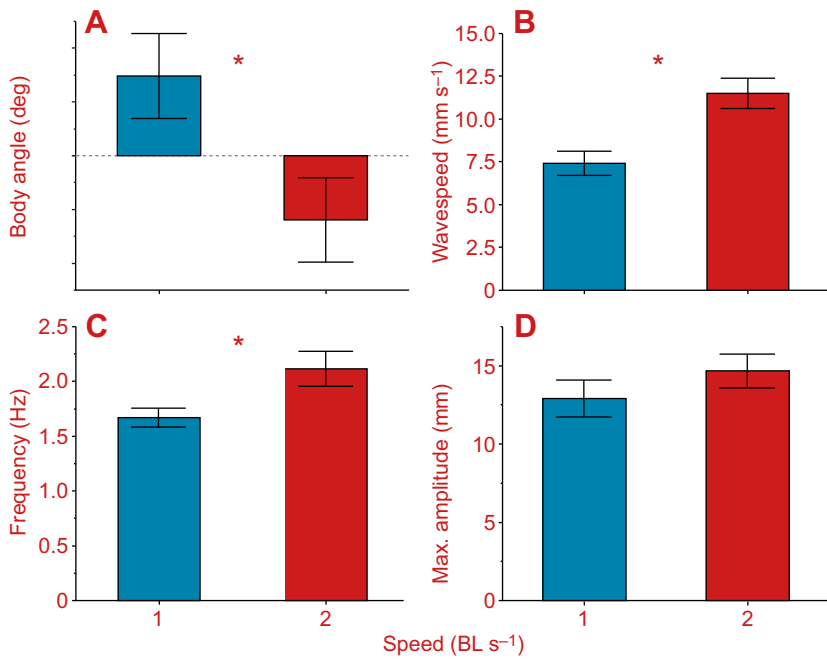 A
*
Body angle (deg)
B
*
Wavespeed (mm s–1)
15.0
12.5
10.0
7.5
5.0
2.5
0
C
*
Frequency (Hz)
2.5
2.0
1.5
1.0
0.5
0
1
2
D
Max. amplitude (mm)
15
10
5
0
1
2
Speed (BL s–1)